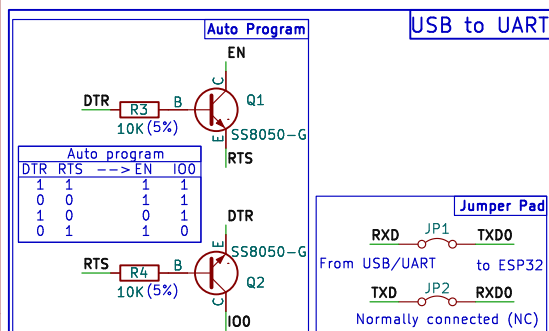 USB to UART
Auto Program
EN
C
DTR
R3
B
Q1
10K(5%)
E
SS8050-G
RTS
Auto program
DTR RTS -->EN IO0
1 1 1 1
0 0 1 1
1 0 0 1
0 1 1 0
DTR
E
SS8050-G
RTS
R4
B
Q2
10K(5%)
C
IO0
Jumper Pad
RXD
JP1
TXD0
From USB/UART
to ESP32
TXD
JP2
RXD0
Normally connected (NC)